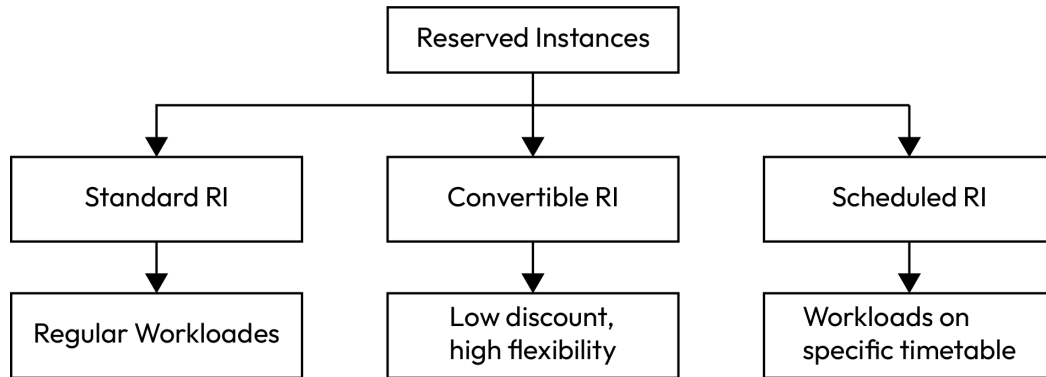 Reserved Instances
Standard RI
Convertible RI
Scheduled RI
Regular Workloades
Low discount,
high flexibility
Workloads on
specific timetable